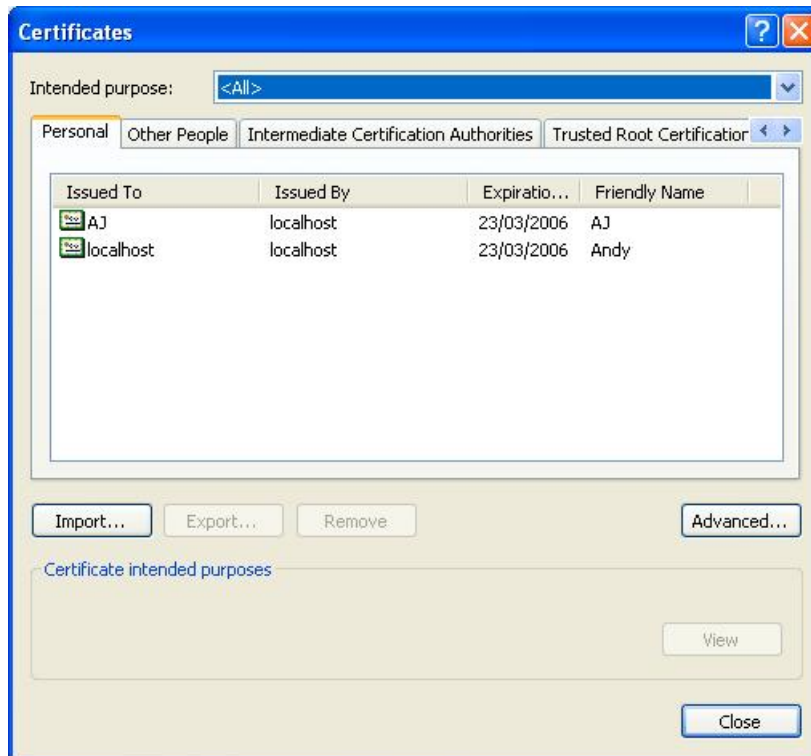 Certificates
Intended purpose: <All>
Personal Other People Intermediate Certification Authorities Trusted Root Certification
Issued To Issued By Expiratio... Friendly Name
AJ localhost 23/03/2006 AJ
localhost localhost 23/03/2006 Andy
Import... Export... Remove Advanced...
Certificate intended purposes
View
Close